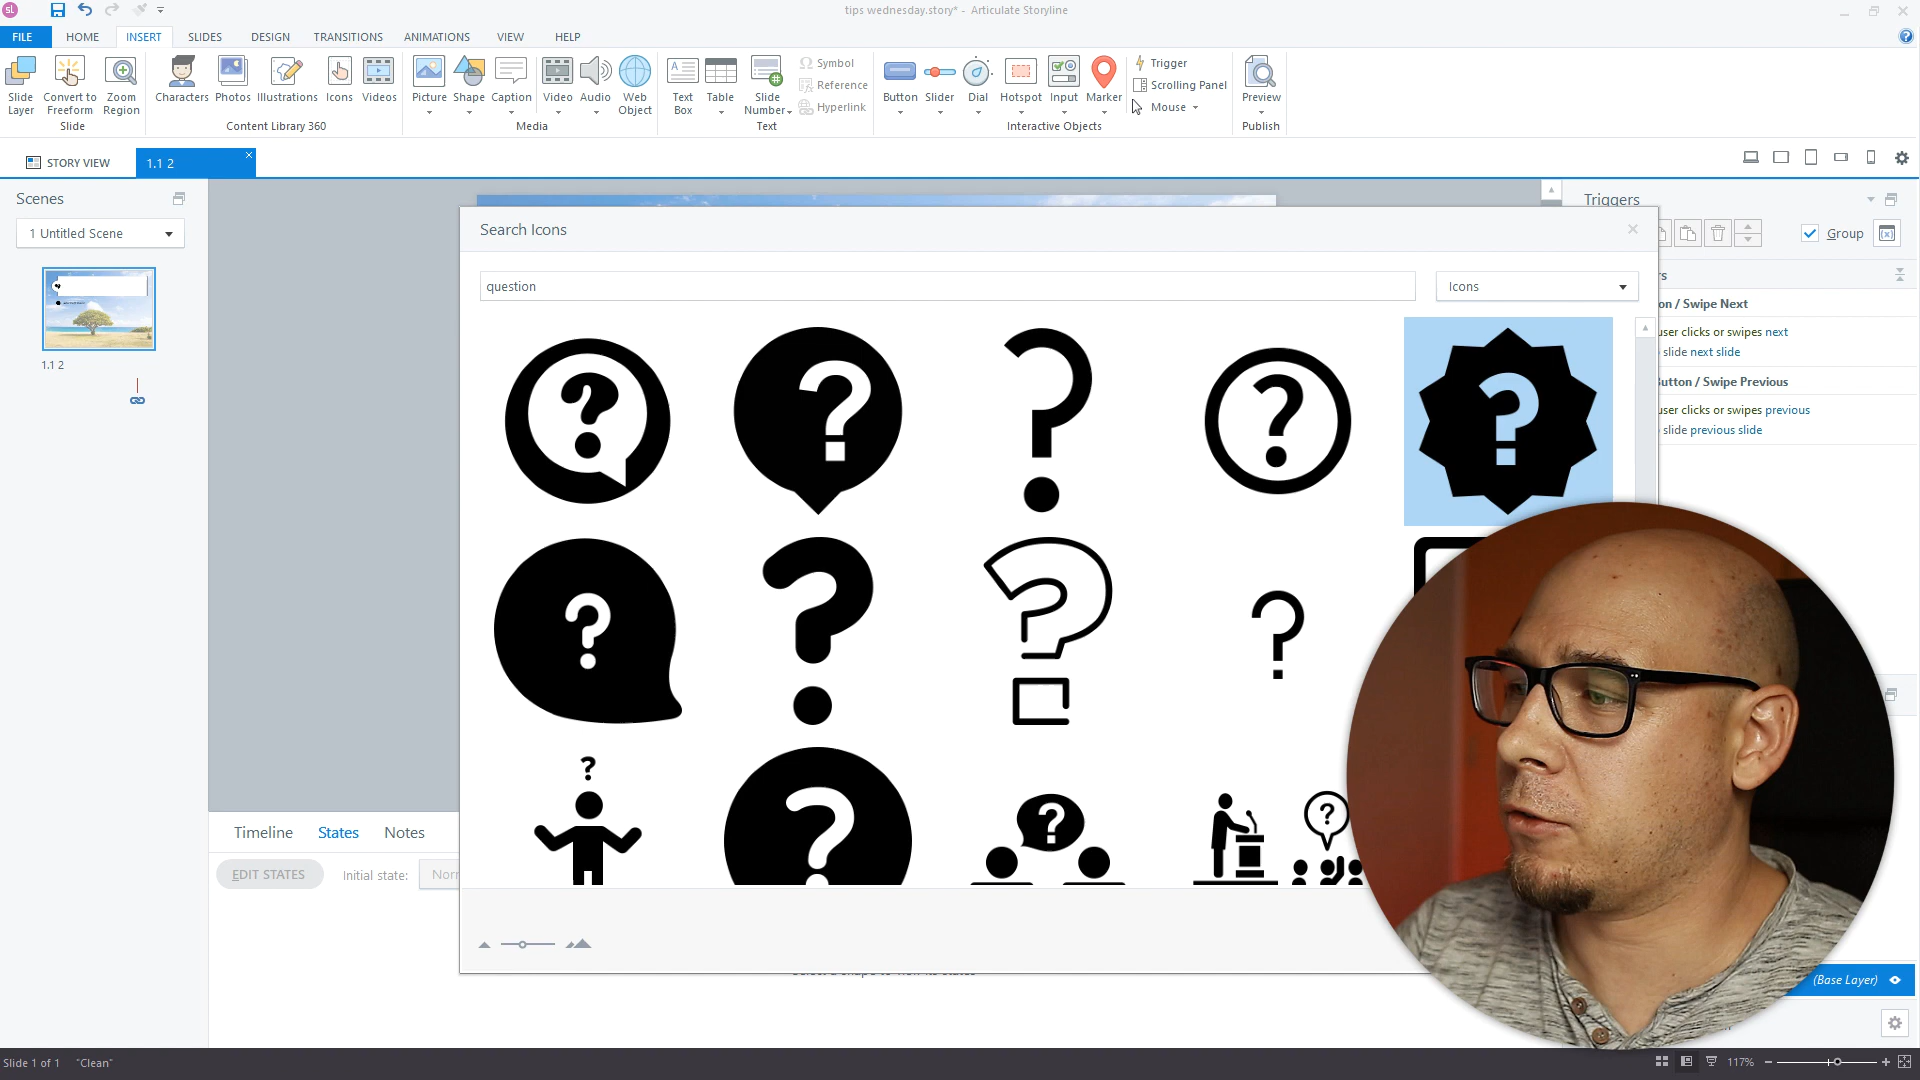 sl
tips wednesday.story* - Articulate Storyline
FILE HOME INSERT SLIDES DESIGN TRANSITIONS ANIMATIONS VIEW HELP
Slide Layer
Convert to Freeform
Zoom Region
Slide
Characters
Photos
Illustrations
Icons
Videos
Content Library 360
Picture
Shape
Caption
Video
Audio
Web Object
Media
Text Box
Table
Slide Number
Symbol
Reference
Hyperlink
Text
Button
Slider
Dial
Hotspot
Input
Marker
Trigger
Scrolling Panel
Mouse
Interactive Objects
Preview
Publish
STORY VIEW
1.1 2
Scenes
1 Untitled Scene
1.1 2
Triggers
Group
Search Icons
question
Icons
on / Swipe Next
user clicks or swipes next
slide next slide
Button / Swipe Previous
user clicks or swipes previous
slide previous slide
Timeline States Notes
EDIT STATES
Initial state:
Norr
(Base Layer)
Slide 1 of 1 "Clean"
117%